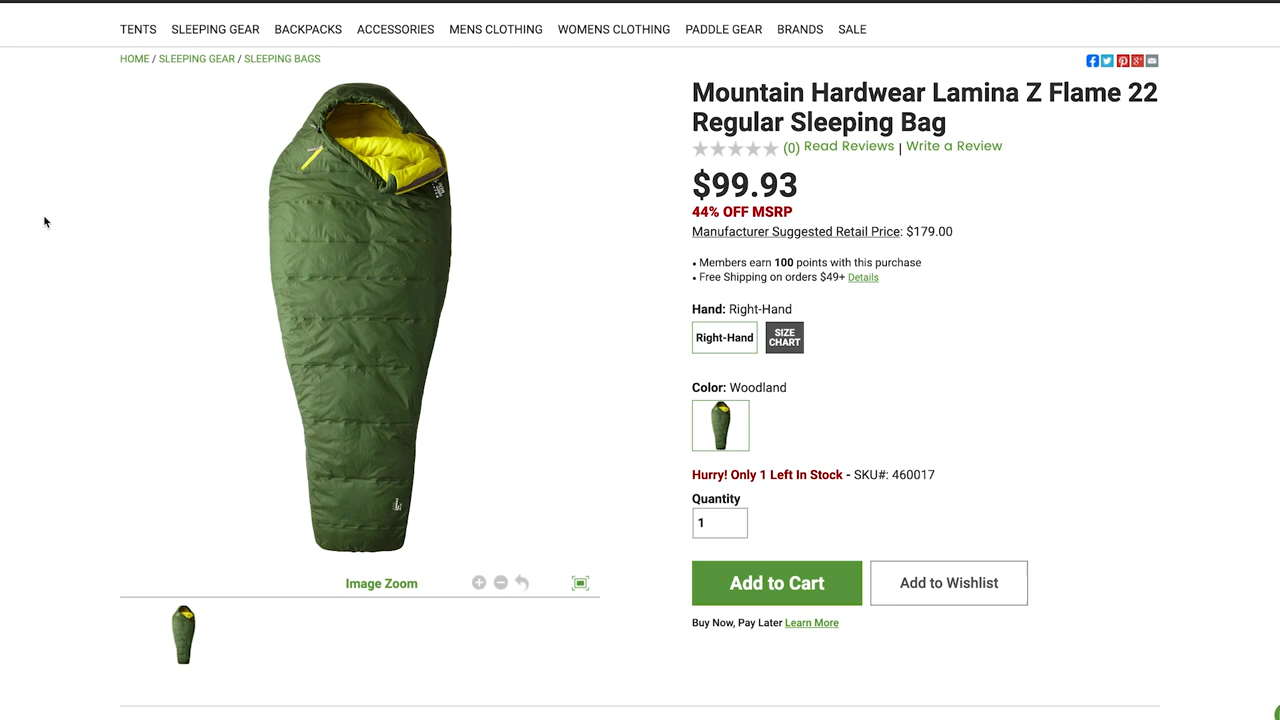 TENTS SLEEPING GEAR BACKPACKS ACCESSORIES MENS CLOTHING WOMENS CLOTHING PADDLE GEAR BRANDS SALE
HOME / SLEEPING GEAR / SLEEPING BAGS
Mountain Hardwear Lamina Z Flame 22
Regular Sleeping Bag
(0) Read Reviews | Write a Review
$99.93
44% OFF MSRP
Manufacturer Suggested Retail Price: $179.00
• Members earn 100 points with this purchase
• Free Shipping on orders $49+ Details
Hand: Right-Hand
Right-Hand
SIZE
CHART
Color: Woodland
Hurry! Only 1 Left In Stock - SKU#: 460017
Quantity
1
Image Zoom
Add to Cart
Add to Wishlist
Buy Now, Pay Later Learn More